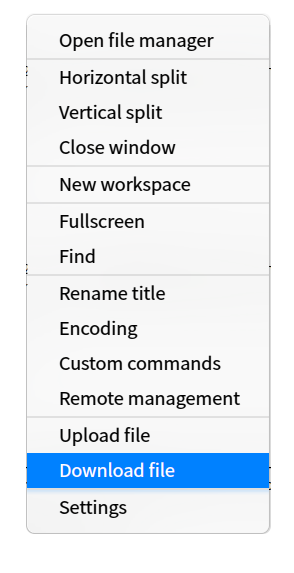 Open file manager
Horizontal split
Vertical split
Close window
New workspace
Fullscreen
Find
Rename title
Encoding
Custom commands
Remote management
Upload file
Download file
Settings